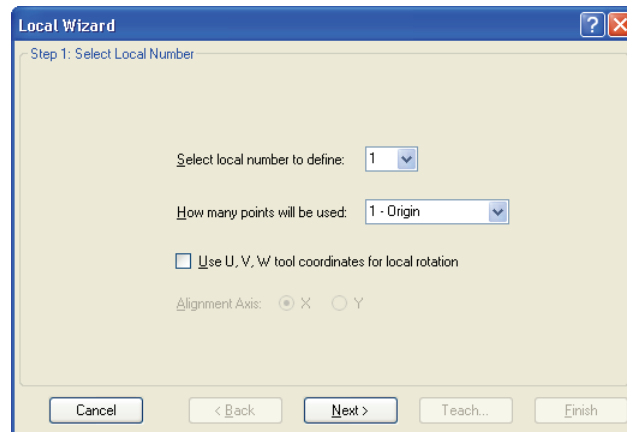 Local Wizard
Step 1: Select Local Number
Select local number to define: 1
How many points will be used: 1 - Origin
Use U, V, W tool coordinates for local rotation
Alignment Axis: X Y
Cancel < Back Next > Teach... Finish